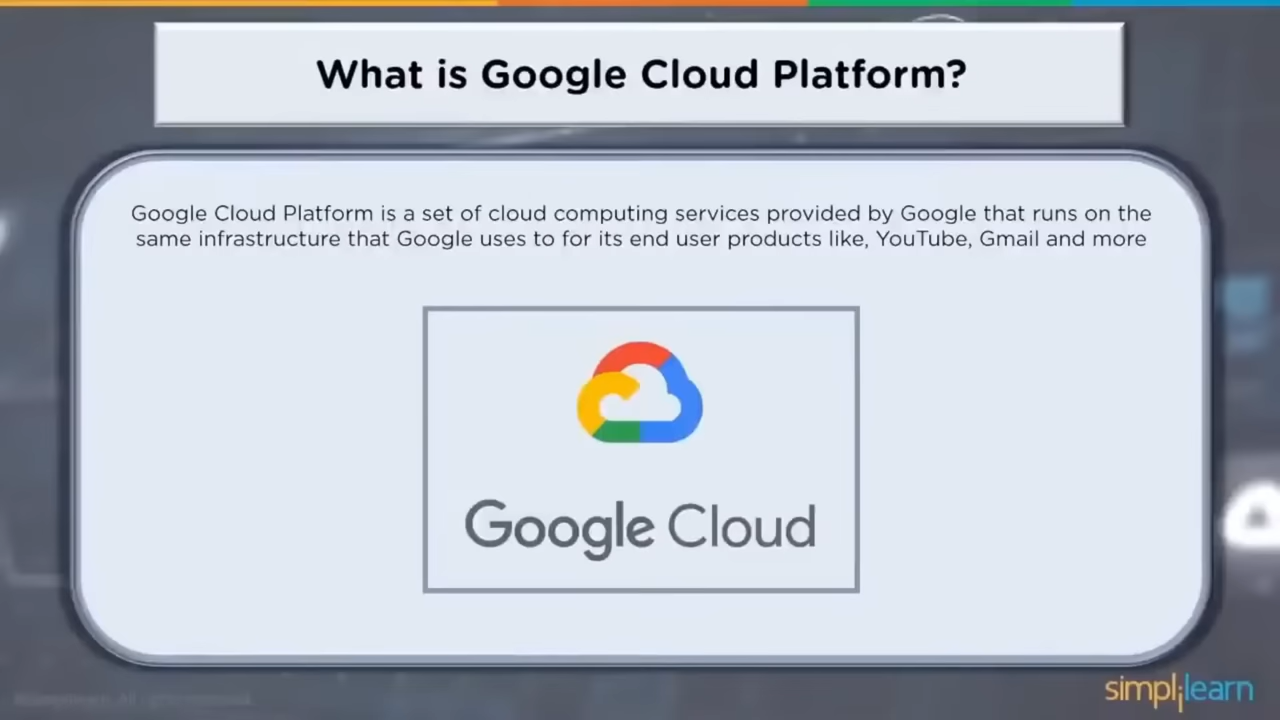 What is Google Cloud Platform?
Google Cloud Platform is a set of cloud computing services provided by Google that runs on the
same infrastructure that Google uses to for its end user products like, YouTube, Gmail and more
Google Cloud
simplilearn